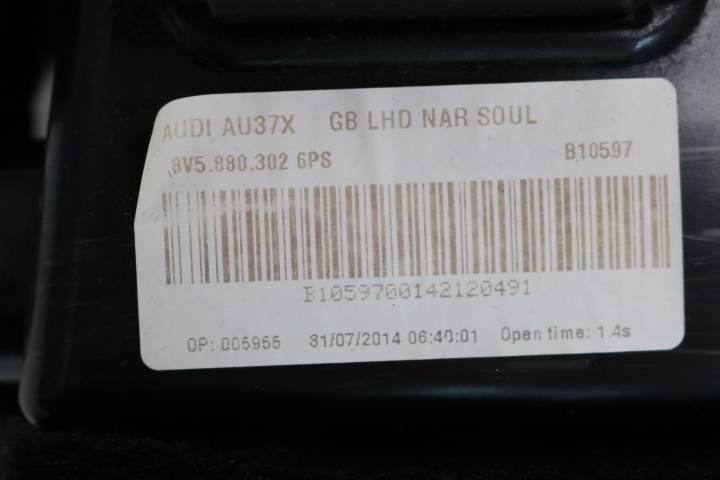 AUDI AU37X GB LHD NAR SOUL
8V5.880.302 6PS B10597
B1059700142120491
OP: 005955 31/07/2014 06:40:01 Open time: 1.4s